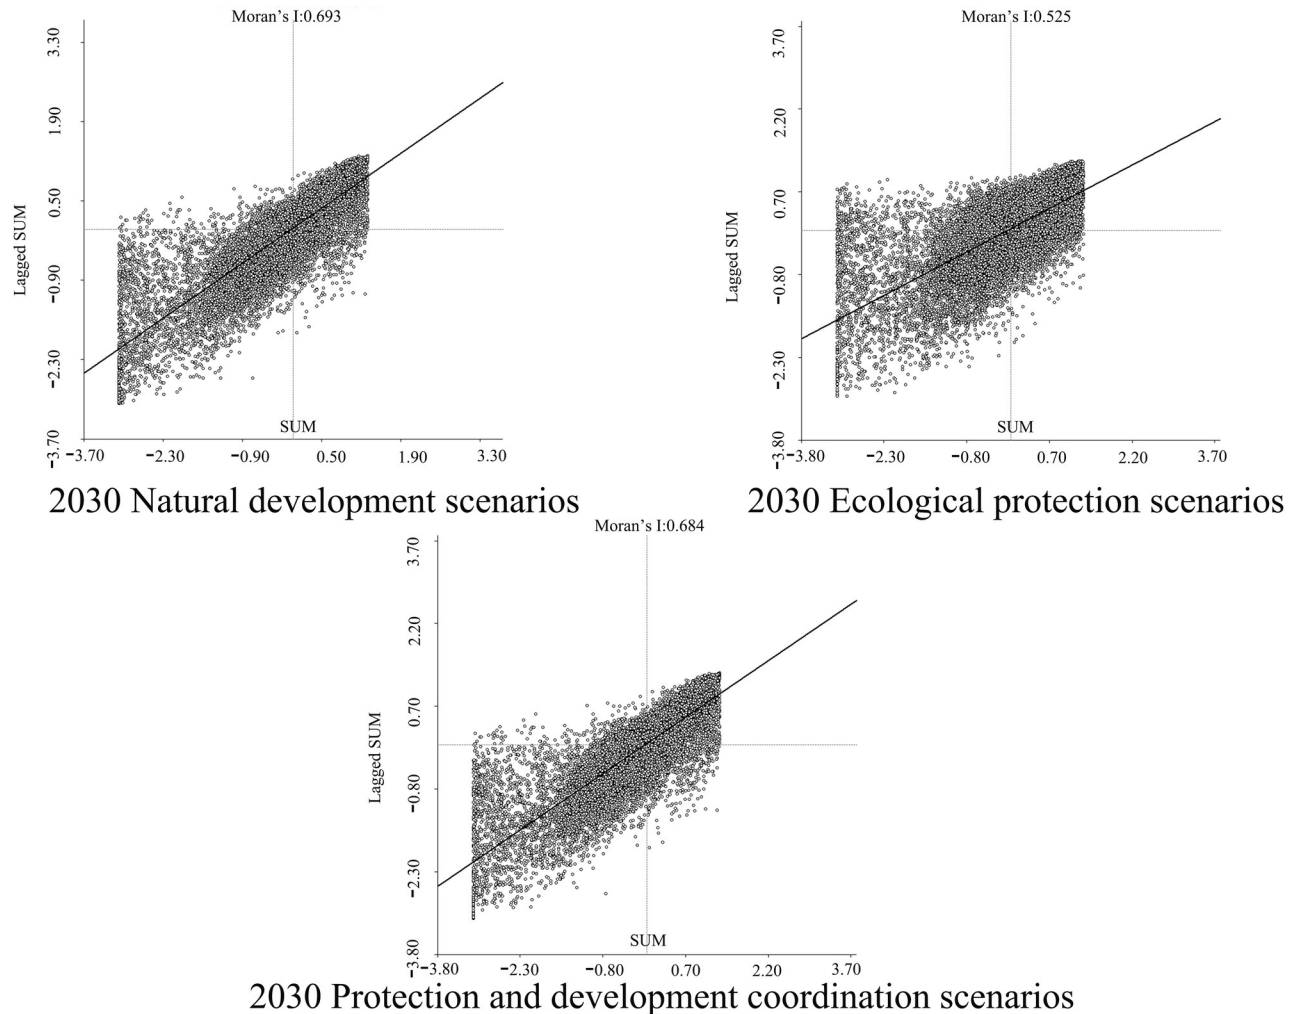 Moran's I:0.693
3.30
1.90
0.50
−0.90
−2.30
−3.70
Lagged SUM
SUM
−3.70 −2.30 −0.90 0.50 1.90 3.30
2030 Natural development scenarios
Moran's I:0.525
3.70
2.20
0.70
−0.80
−2.30
−3.80
Lagged SUM
SUM
−3.80 −2.30 −0.80 0.70 2.20 3.70
2030 Ecological protection scenarios
Moran's I:0.684
3.70
2.20
0.70
−0.80
−2.30
−3.80
Lagged SUM
SUM
−3.80 −2.30 −0.80 0.70 2.20 3.70
2030 Protection and development coordination scenarios